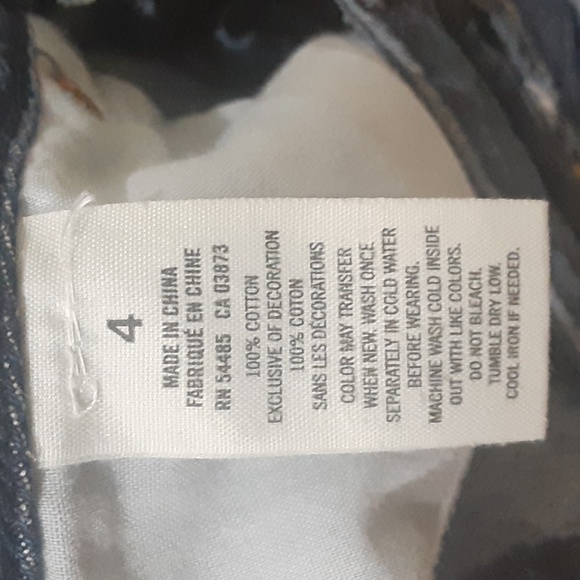 4
MADE IN CHINA
FABRIQUÉ EN CHINE
RN 54485 CA 03873
100% COTTON
EXCLUSIVE OF DECORATION
100% COTON
SANS LES DÉCORATIONS
COLOR MAY TRANSFER
WHEN NEW. WASH ONCE
SEPARATELY IN COLD WATER
BEFORE WEARING.
MACHINE WASH COLD INSIDE
OUT WITH LIKE COLORS.
DO NOT BLEACH.
TUMBLE DRY LOW.
COOL IRON IF NEEDED.